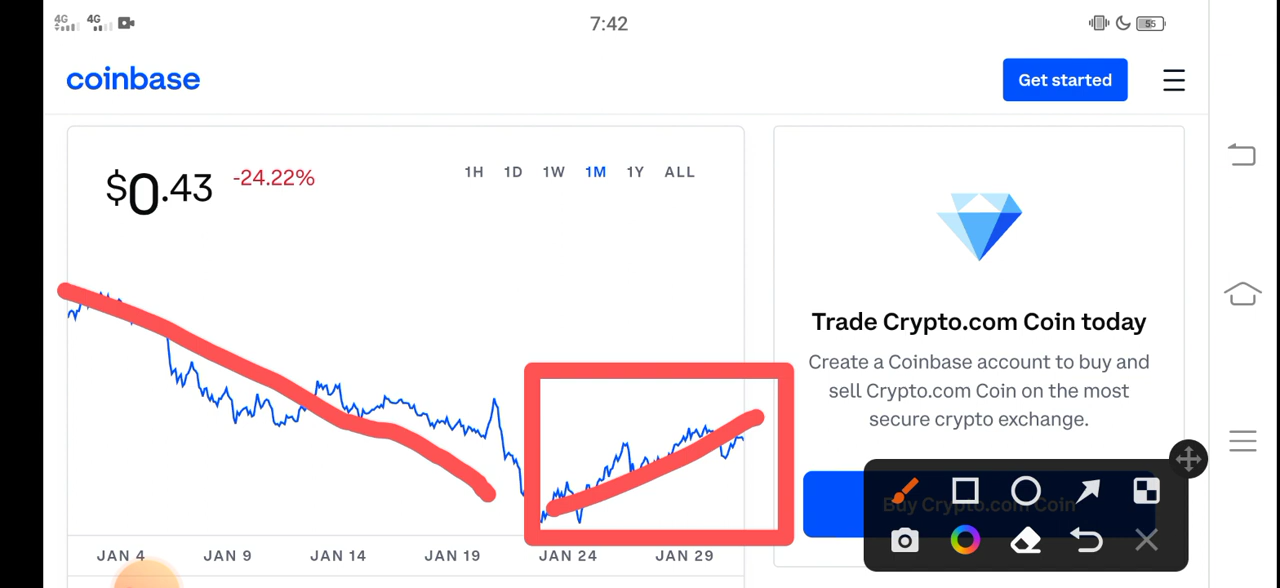 4G 4G 7:42 55
coinbase Get started
$0.43 -24.22% 1H 1D 1W 1M 1Y ALL
Trade Crypto.com Coin today
Create a Coinbase account to buy and
sell Crypto.com Coin on the most
secure crypto exchange.
Buy Crypto.com Coin
JAN 4 JAN 9 JAN 14 JAN 19 JAN 24 JAN 29